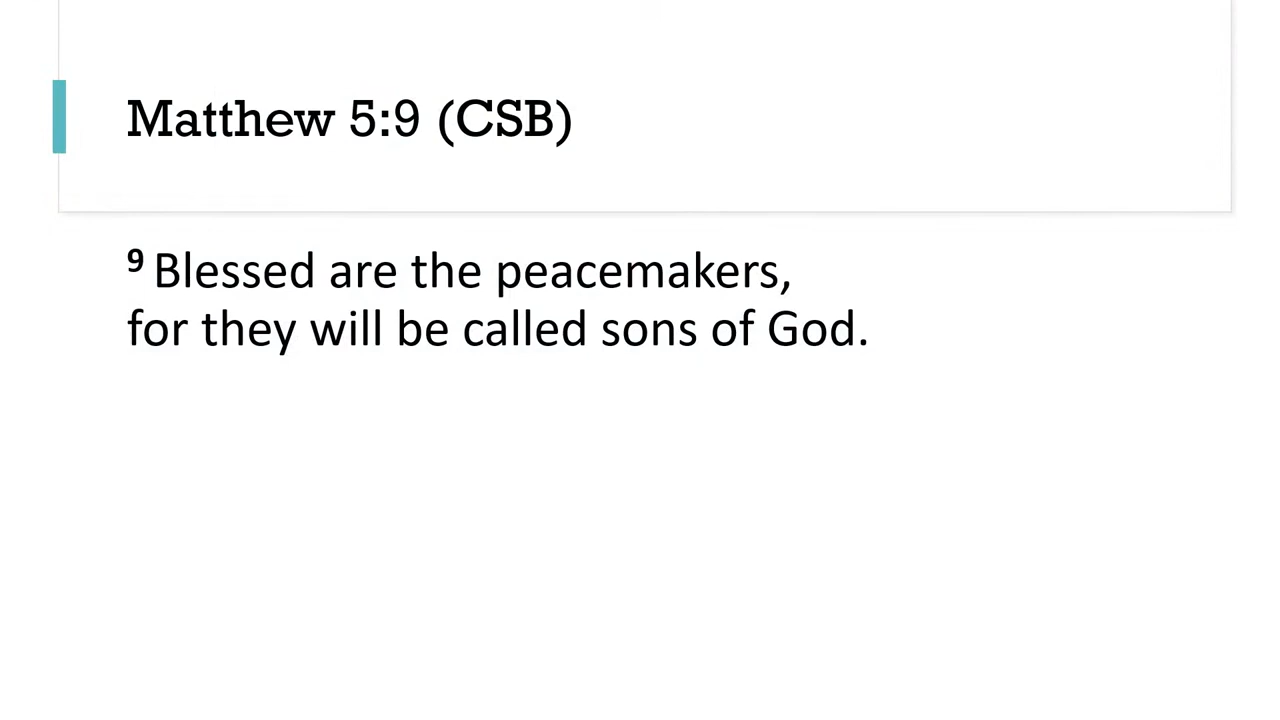 Matthew 5:9 (CSB)
9 Blessed are the peacemakers,
for they will be called sons of God.